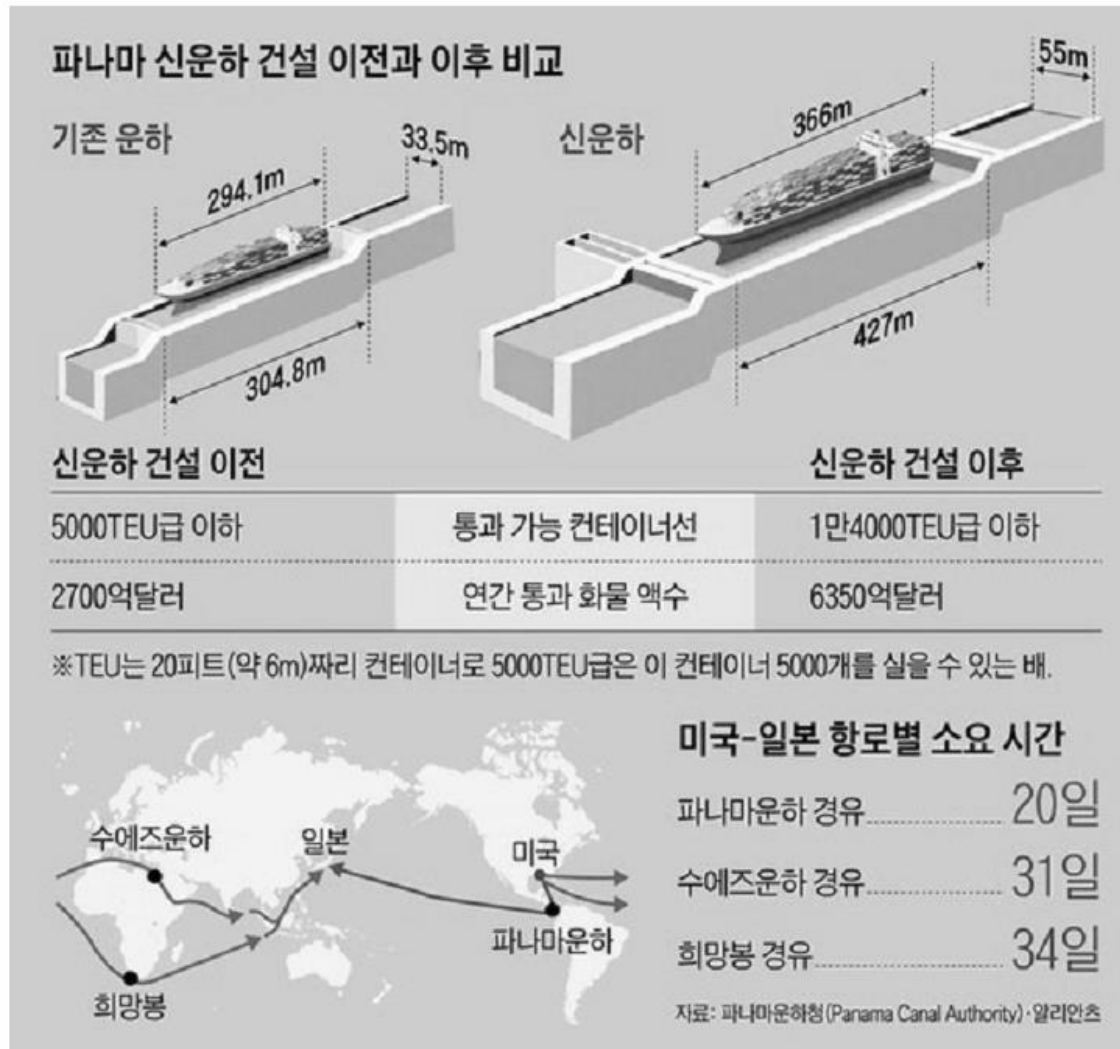 파나마 신운하 건설 이전과 이후 비교
기존 운하
294.1m
33.5m
304.8m
신운하
366m
55m
427m
신운하 건설 이전 신운하 건설 이후
5000TEU급 이하 통과 가능 컨테이너선 1만4000TEU급 이하
2700억달러 연간 통과 화물 액수 6350억달러
※TEU는 20피트(약 6m)짜리 컨테이너로 5000TEU급은 이 컨테이너 5000개를 실을 수 있는 배.
수에즈운하
일본
미국
파나마운하
희망봉
미국-일본 항로별 소요 시간
파나마운하 경유 20일
수에즈운하 경유 31일
희망봉 경유 34일
자료: 파나마운하청(Panama Canal Authority)·알리안츠